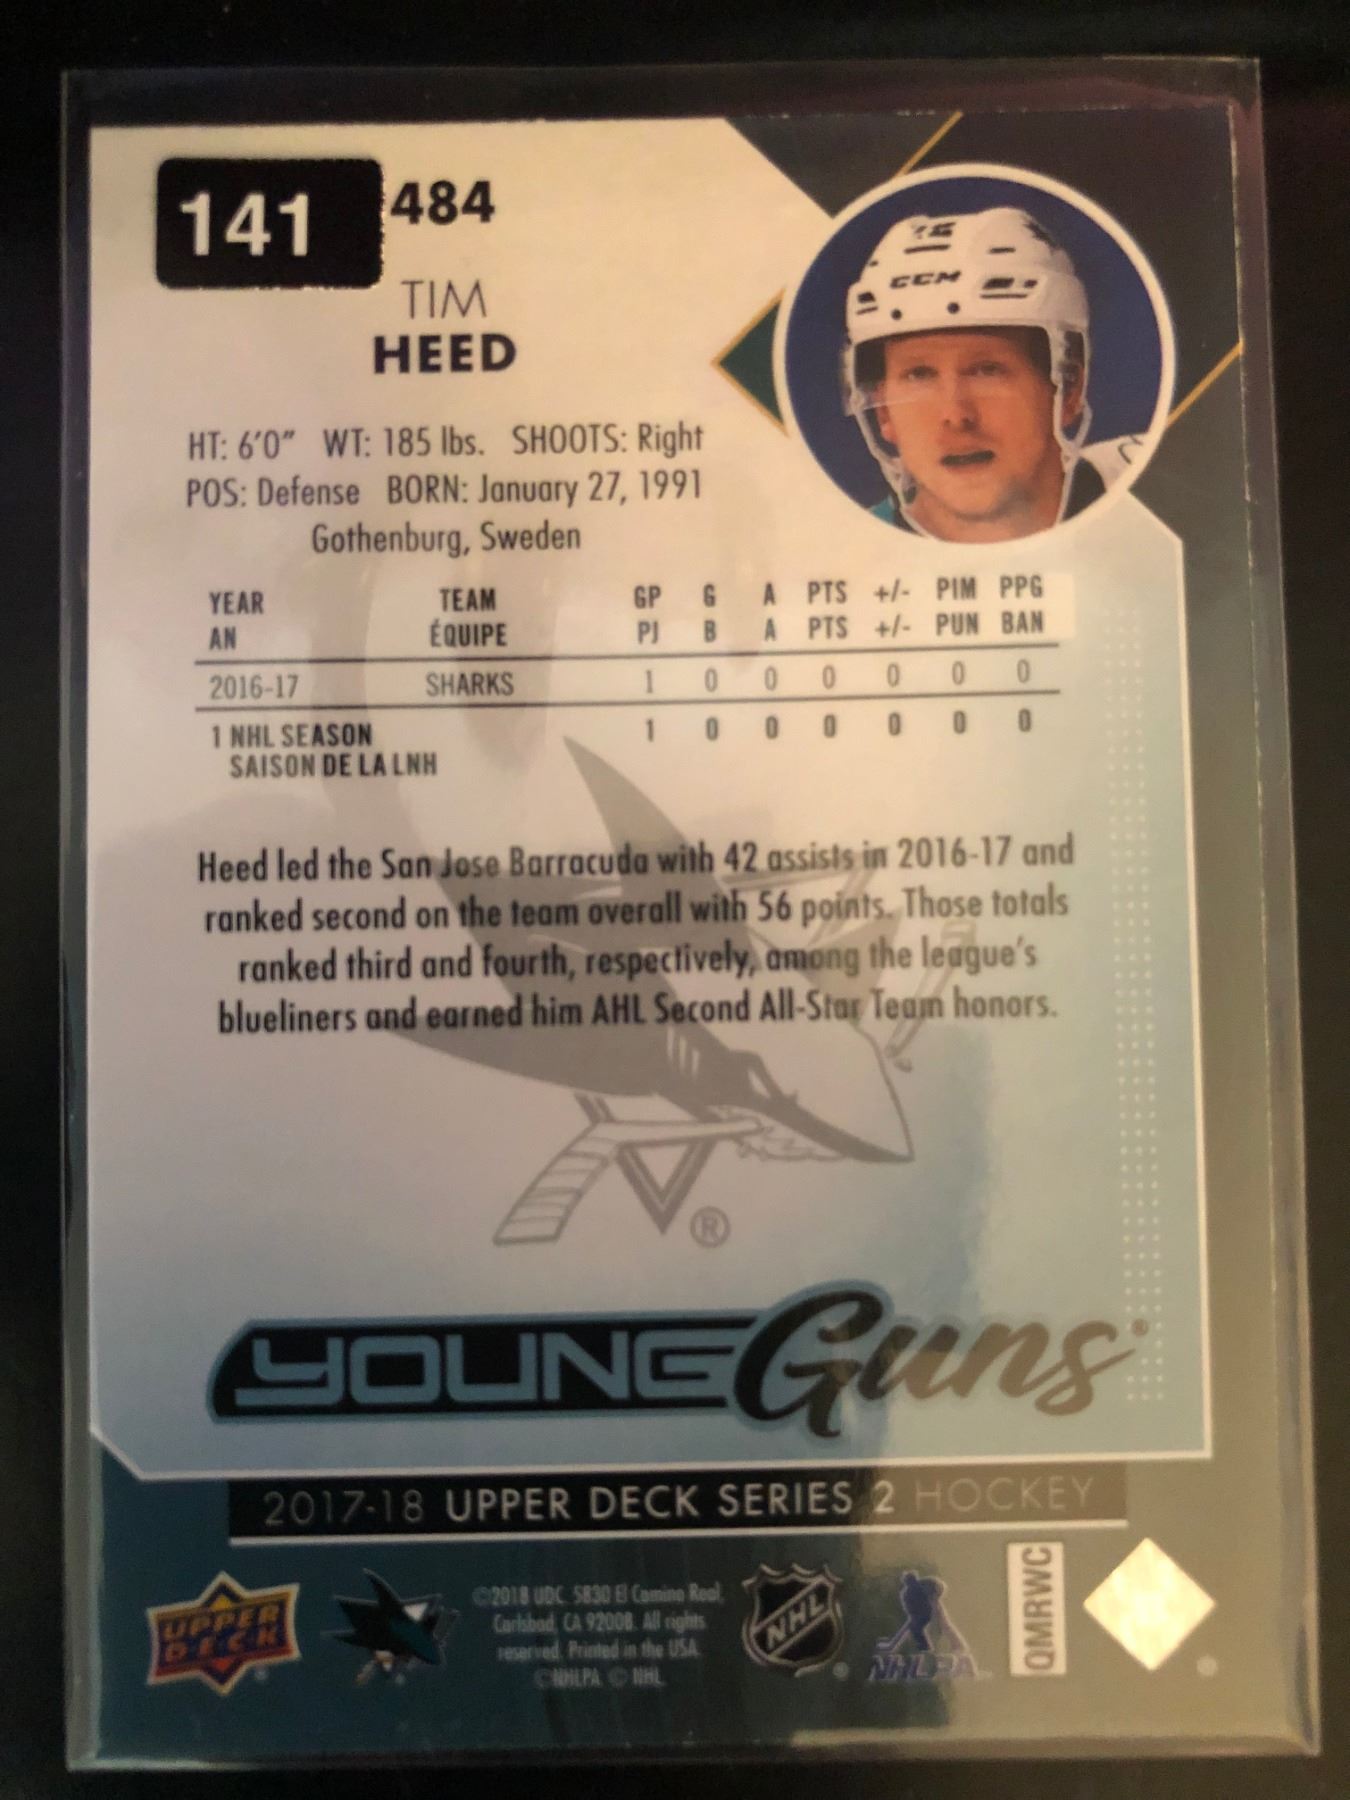 141
484
TIM
HEED
HT: 6'0" WT: 185 lbs. SHOOTS: Right
POS: Defense BORN: January 27, 1991
Gothenburg, Sweden
CCM
YEAR TEAM GP G A PTS +/- PIM PPG
AN ÉQUIPE PJ B A PTS +/- PUN BAN
2016-17 SHARKS 1 0 0 0 0 0 0
1 NHL SEASON 1 0 0 0 0 0 0
SAISON DE LA LNH
Heed led the San Jose Barracuda with 42 assists in 2016-17 and
ranked second on the team overall with 56 points. Those totals
ranked third and fourth, respectively, among the league's
blueliners and earned him AHL Second All-Star Team honors.
®
YOUNG Guns®
2017-18 UPPER DECK SERIES 2 HOCKEY
UPPER
DECK
©2018 UDC. 5830 El Camino Real,
Carlsbad, CA 92008. All rights
reserved. Printed in the USA.
©NHLPA © NHL
NHL
NHLPA
QMRWC